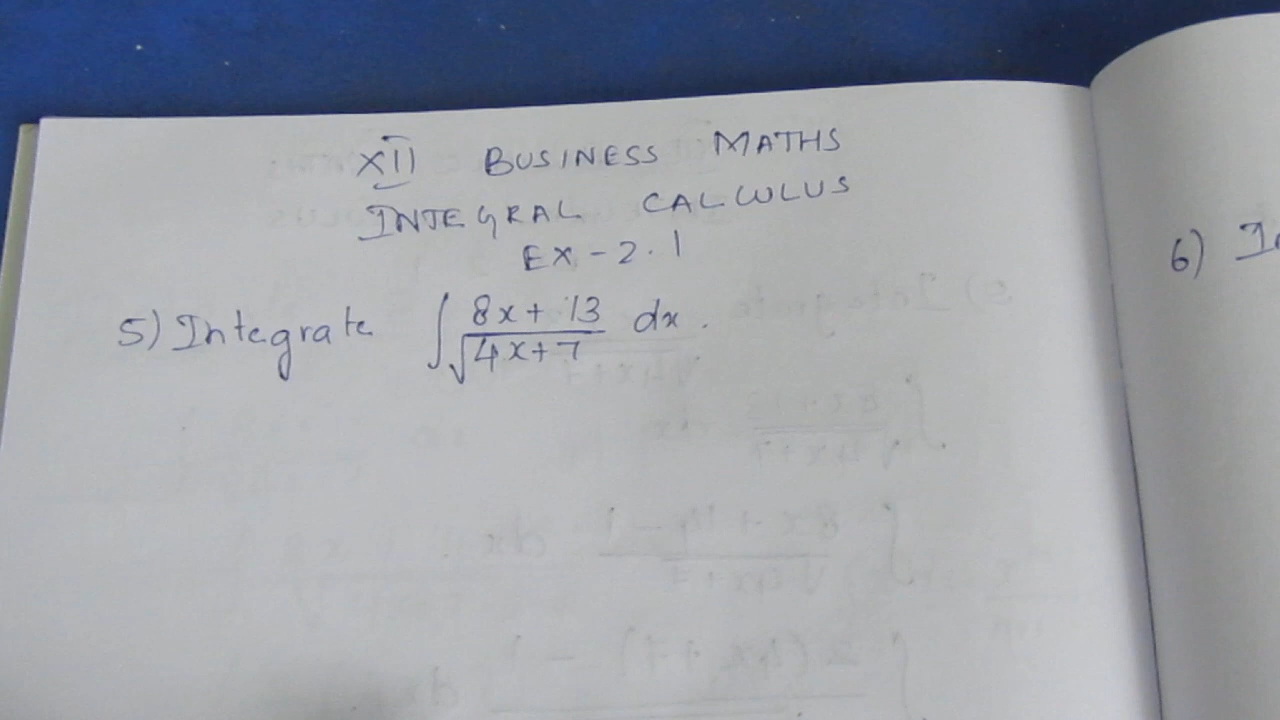 XII BUSINESS MATHS
INTEGRAL CALCULUS
EX-2.1
5) Integrate ∫ (8x+13)/√(4x+7) dx.
6)